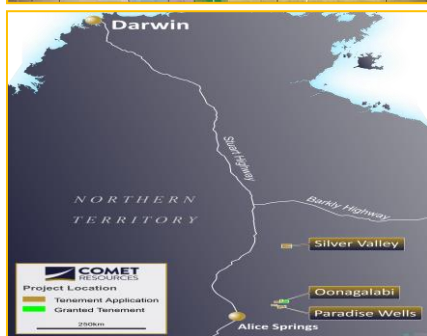 Darwin
Stuart Highway
NORTHERN
TERRITORY
Barkly Highway
Silver Valley
Oonagalabi
Paradise Wells
Alice Springs
COMET
RESOURCES
Project Location
Tenement Application
Granted Tenement
250km